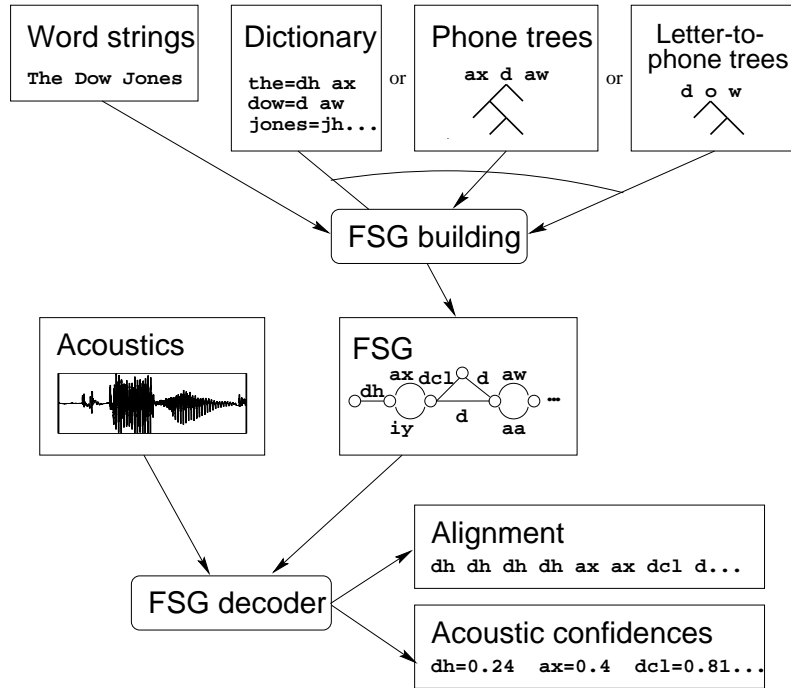 Word strings
The Dow Jones
Dictionary
the=dh ax
dow=d aw
jones=jh...
or
Phone trees
ax d aw
or
Letter-to-
phone trees
d o w
FSG building
Acoustics
FSG
dh ax iy dcl d d aw aa ...
FSG decoder
Alignment
dh dh dh dh ax ax dcl d...
Acoustic confidences
dh=0.24 ax=0.4 dcl=0.81...